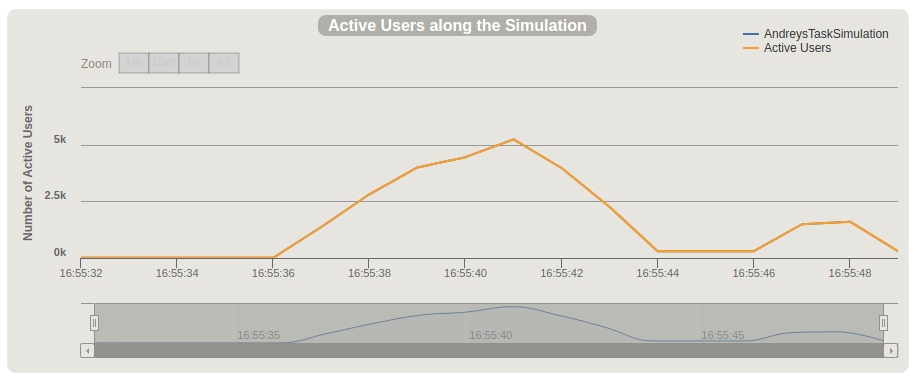 Active Users along the Simulation
AndreysTaskSimulation
Active Users
Zoom 1m 10m 1h All
Number of Active Users
5k
2.5k
0k
16:55:32 16:55:34 16:55:36 16:55:38 16:55:40 16:55:42 16:55:44 16:55:46 16:55:48
16:55:35 16:55:40 16:55:45